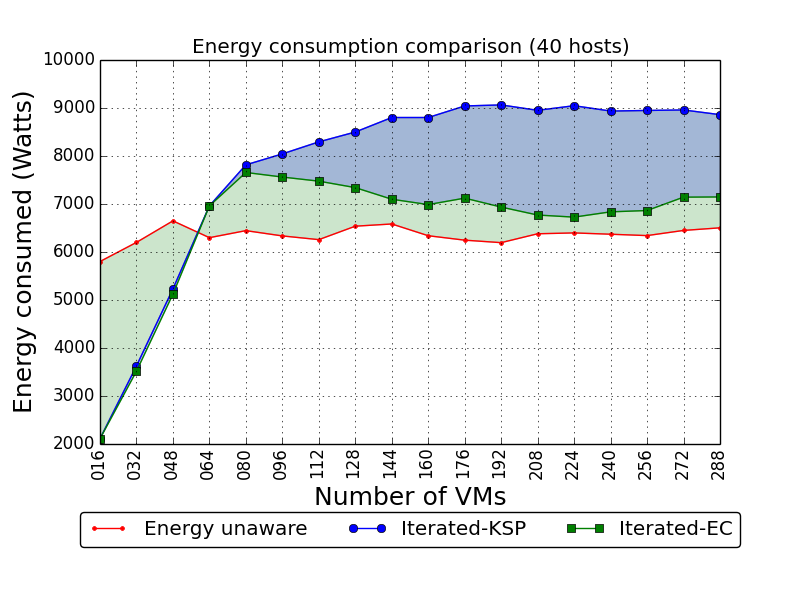 Energy consumption comparison (40 hosts)
10000
9000
8000
7000
6000
5000
4000
3000
2000
Energy consumed (Watts)
016 032 048 064 080 096 112 128 144 160 176 192 208 224 240 256 272 288
Number of VMs
Energy unaware Iterated-KSP Iterated-EC